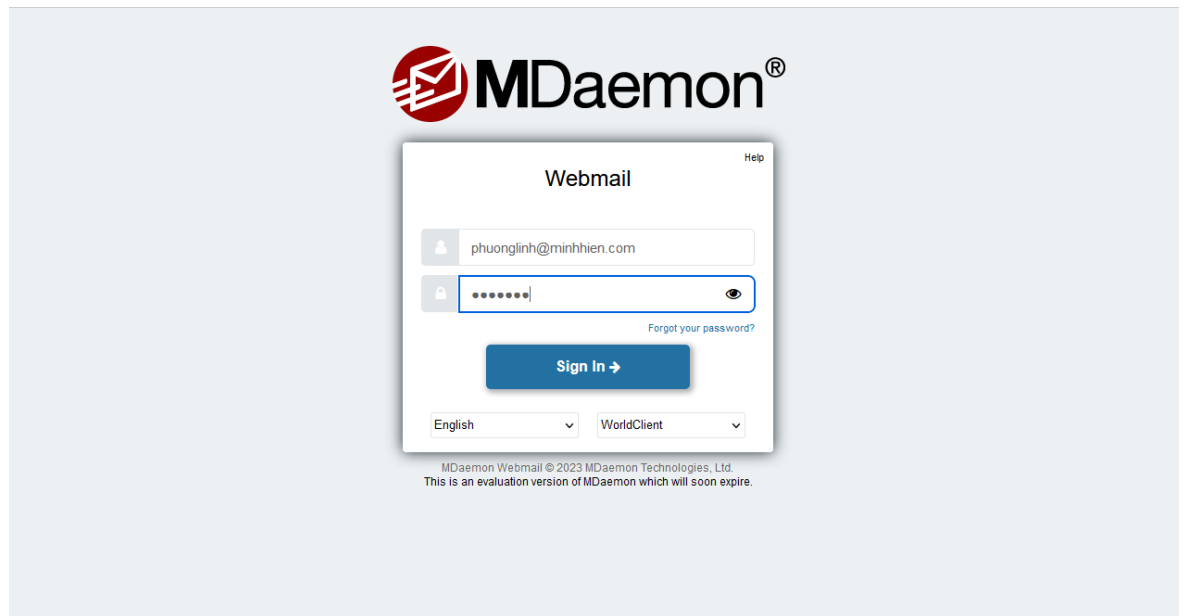 MDaemon®
Help
Webmail
phuonglinh@minhhien.com
•••••••
Forgot your password?
Sign In
English
WorldClient
MDaemon Webmail © 2023 MDaemon Technologies, Ltd.
This is an evaluation version of MDaemon which will soon expire.